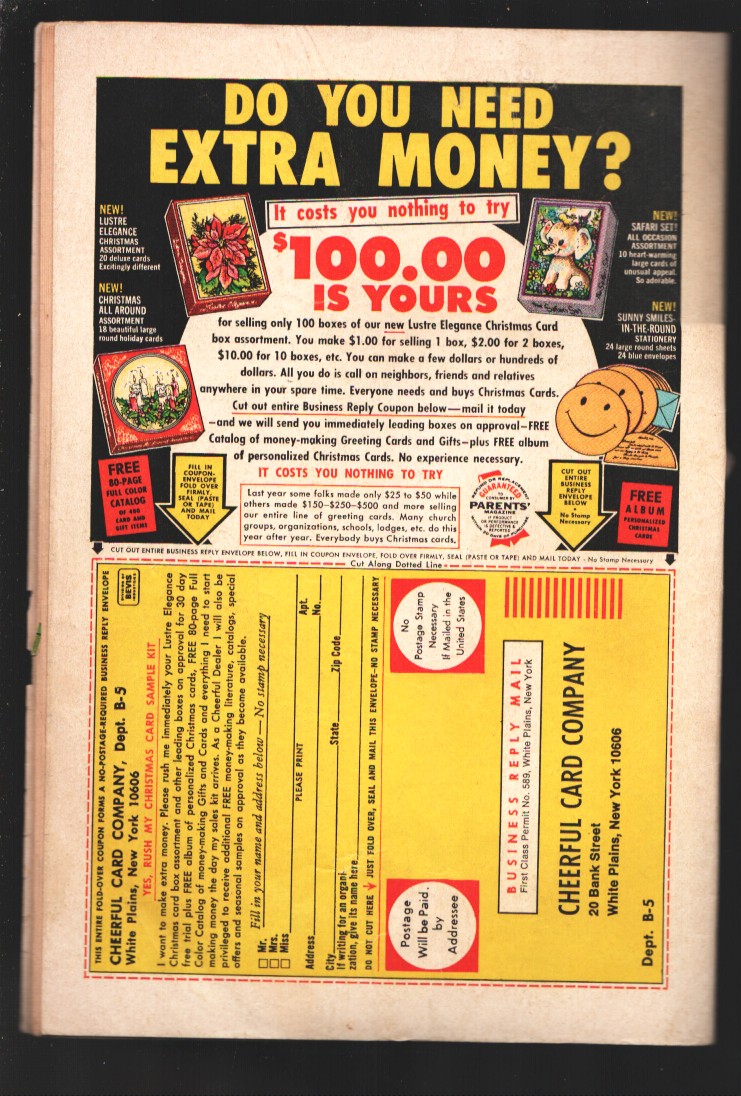 DO YOU NEED
EXTRA MONEY?
It costs you nothing to try
NEW!
LUSTRE
ELEGANCE
CHRISTMAS
ASSORTMENT
20 deluxe cards
Excitingly different
NEW!
CHRISTMAS
ALL AROUND
ASSORTMENT
18 beautiful large
round holiday cards
NEW!
SAFARI SET!
ALL OCCASION
ASSORTMENT
10 heart-warming
large cards of
unusual appeal.
So adorable.
NEW!
SUNNY SMILES-
IN-THE-ROUND
STATIONERY
24 large round sheets
24 blue envelopes
$100.00
IS YOURS
for selling only 100 boxes of our new Lustre Elegance Christmas Card
box assortment. You make $1.00 for selling 1 box, $2.00 for 2 boxes,
$10.00 for 10 boxes, etc. You can make a few dollars or hundreds of
dollars. All you do is call on neighbors, friends and relatives
anywhere in your spare time. Everyone needs and buys Christmas Cards.
Cut out entire Business Reply Coupon below—mail it today
—and we will send you immediately leading boxes on approval—FREE
Catalog of money-making Greeting Cards and Gifts—plus FREE album
of personalized Christmas Cards. No experience necessary.
IT COSTS YOU NOTHING TO TRY
FREE
80-PAGE
FULL COLOR
CATALOG
OF 400
CARD AND
GIFT ITEMS
FILL IN
COUPON
ENVELOPE
FOLD OVER
FIRMLY,
SEAL (PASTE
OR TAPE)
AND MAIL
TODAY
Last year some folks made only $25 to $50 while
others made $150—$250—$500 and more selling
our entire line of greeting cards. Many church
groups, organizations, schools, lodges, etc. do this
year after year. Everybody buys Christmas cards.
REFUND OR REPLACEMENT
GUARANTEED
TO CONSUMER BY
PARENTS'
MAGAZINE
IF PRODUCT
OR PERFORMANCE
IS DEFECTIVE &
REPORTED
CUT OUT
ENTIRE
BUSINESS
REPLY
ENVELOPE
BELOW
•
No Stamp
Necessary
FREE
ALBUM
PERSONALIZED
CHRISTMAS
CARDS
CUT OUT ENTIRE BUSINESS REPLY ENVELOPE BELOW, FILL IN COUPON ENVELOPE, FOLD OVER FIRMLY, SEAL (PASTE OR TAPE) AND MAIL TODAY - No Stamp Necessary
Cut Along Dotted Line
THIS ENTIRE FOLD-OVER COUPON FORMS A NO-POSTAGE-REQUIRED BUSINESS REPLY ENVELOPE
CHEERFUL CARD COMPANY, Dept. B-5
White Plains, New York 10606
BEVIS
YES, RUSH MY CHRISTMAS CARD SAMPLE KIT
I want to make extra money. Please rush me immediately your Lustre Elegance
Christmas card box assortment and other leading boxes on approval for 30 day
free trial plus FREE album of personalized Christmas cards, FREE 80-page Full
Color Catalog of money-making Gifts and Cards and everything I need to start
making money the day my sales kit arrives. As a Cheerful Dealer I will also be
privileged to receive additional FREE money-making literature, catalogs, special
offers and seasonal samples on approval as they become available.
Fill in your name and address below — No stamp necessary
Mr.
Mrs.
Miss
PLEASE PRINT
Address
Apt.
No.
City
State
Zip Code
If writing for an organi-
zation, give its name here
DO NOT CUT HERE JUST FOLD OVER, SEAL AND MAIL THIS ENVELOPE—NO STAMP NECESSARY
Postage
Will be Paid
by
Addressee
No
Postage Stamp
Necessary
If Mailed in the
United States
BUSINESS REPLY MAIL
First Class Permit No. 589, White Plains, New York
CHEERFUL CARD COMPANY
20 Bank Street
White Plains, New York 10606
Dept. B-5